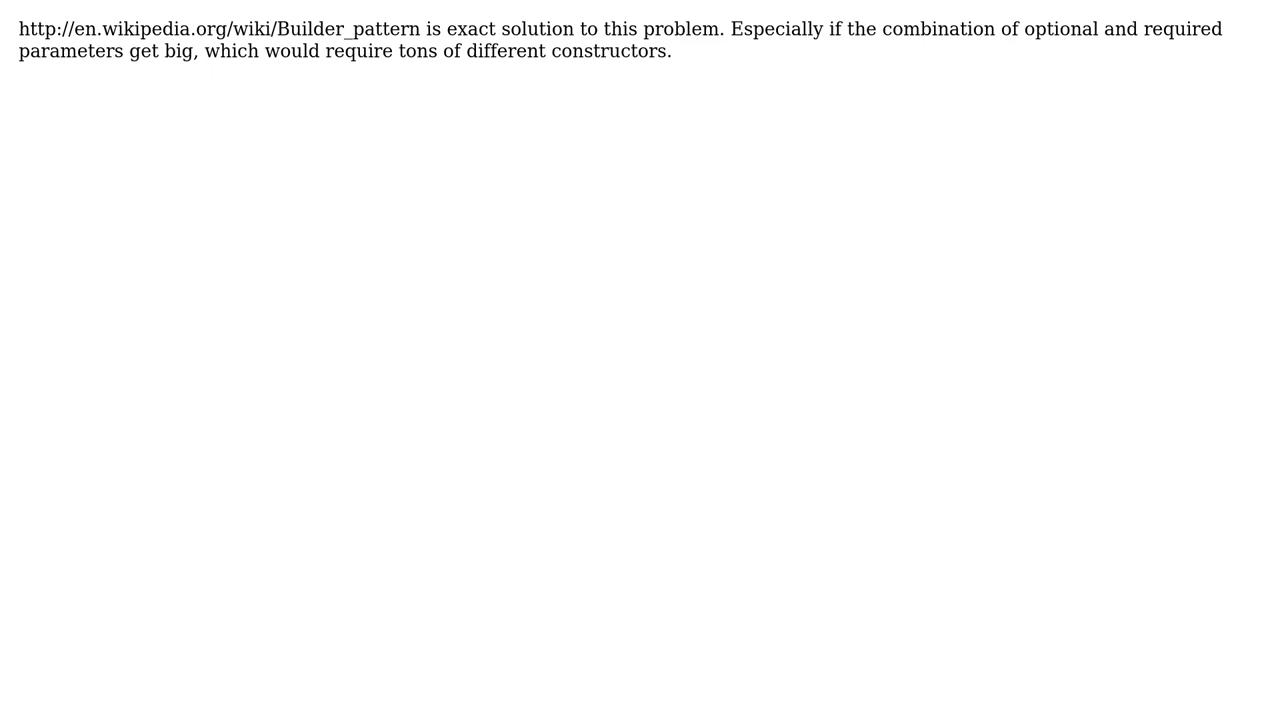 http://en.wikipedia.org/wiki/Builder_pattern is exact solution to this problem. Especially if the combination of optional and required
parameters get big, which would require tons of different constructors.